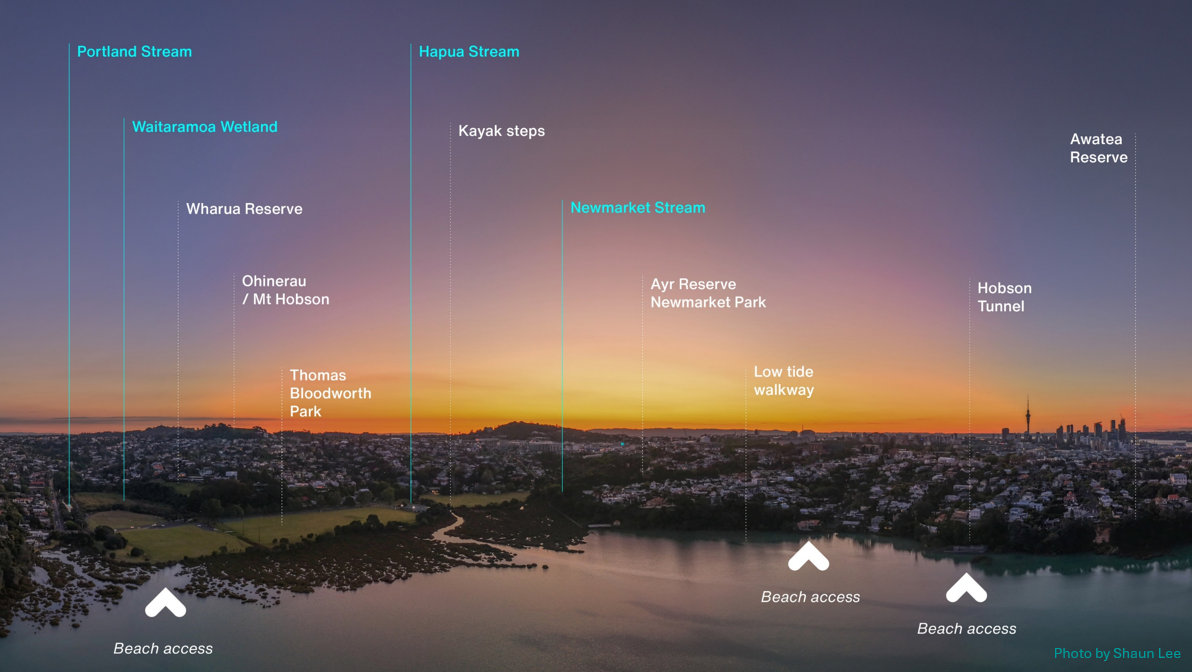 Portland Stream
Waitaramoa Wetland
Wharua Reserve
Ohinerau
/ Mt Hobson
Thomas
Bloodworth
Park
Hapua Stream
Kayak steps
Newmarket Stream
Ayr Reserve
Newmarket Park
Low tide
walkway
Hobson
Tunnel
Awatea
Reserve
Beach access
Beach access
Beach access
Photo by Shaun Lee